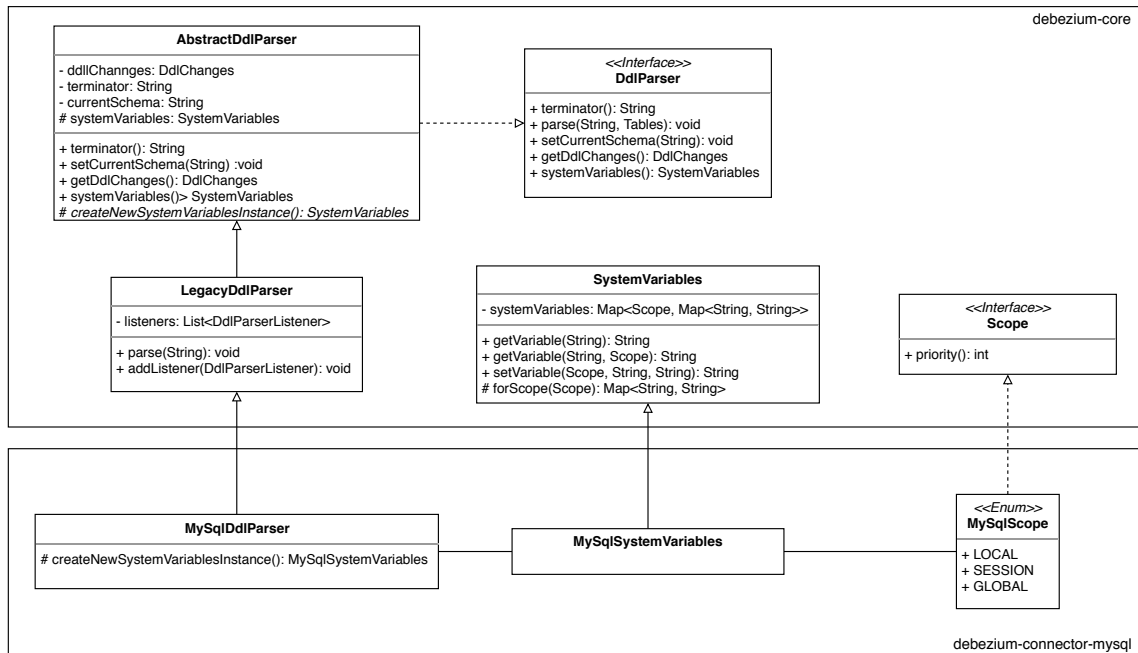 debezium-core
AbstractDdlParser
- ddllChannges: DdlChanges
- terminator: String
- currentSchema: String
# systemVariables: SystemVariables
+ terminator(): String
+ setCurrentSchema(String) :void
+ getDdlChanges(): DdlChanges
+ systemVariables()> SystemVariables
# createNewSystemVariablesInstance(): SystemVariables
<<Interface>>
DdlParser
+ terminator(): String
+ parse(String, Tables): void
+ setCurrentSchema(String): void
+ getDdlChanges(): DdlChanges
+ systemVariables(): SystemVariables
LegacyDdlParser
- listeners: List<DdlParserListener>
+ parse(String): void
+ addListener(DdlParserListener): void
SystemVariables
- systemVariables: Map<Scope, Map<String, String>>
+ getVariable(String): String
+ getVariable(String, Scope): String
+ setVariable(Scope, String, String): String
# forScope(Scope): Map<String, String>
<<Interface>>
Scope
+ priority(): int
MySqlDdlParser
# createNewSystemVariablesInstance(): MySqlSystemVariables
MySqlSystemVariables
<<Enum>>
MySqlScope
+ LOCAL
+ SESSION
+ GLOBAL
debezium-connector-mysql